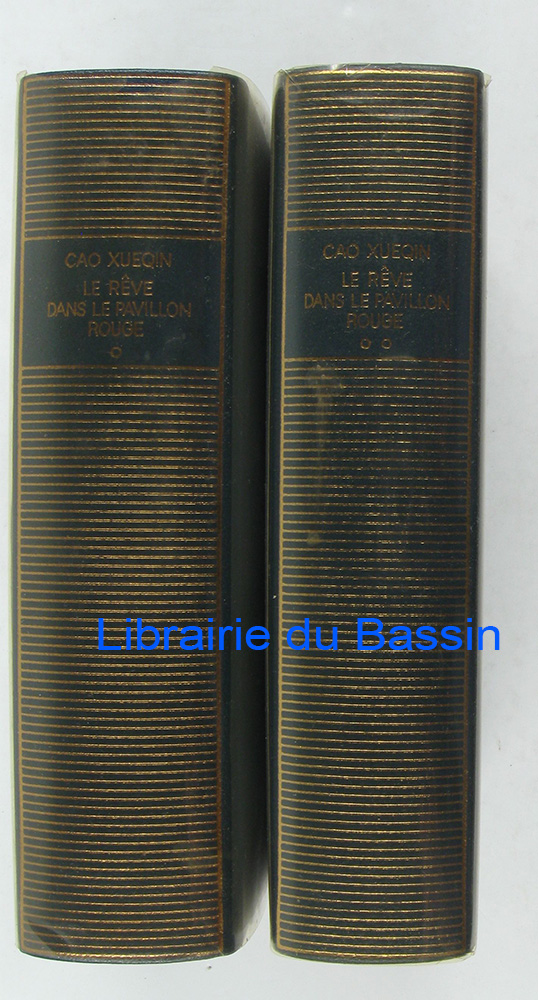 CAO XUEQIN
LE RÊVE
DANS LE PAVILLON
ROUGE
CAO XUEQIN
LE RÊVE
DANS LE PAVILLON
ROUGE
Librairie du Bassin